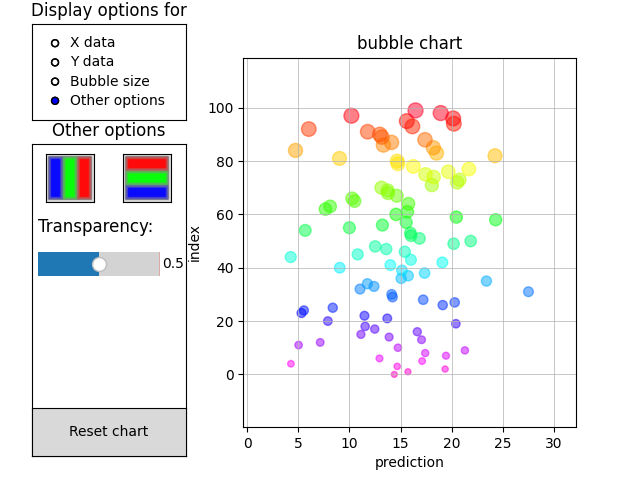 Display options for
X data
Y data
Bubble size
Other options
Other options
Transparency:
0.5
Reset chart
bubble chart
index
100
80
60
40
20
0
0 5 10 15 20 25 30
prediction